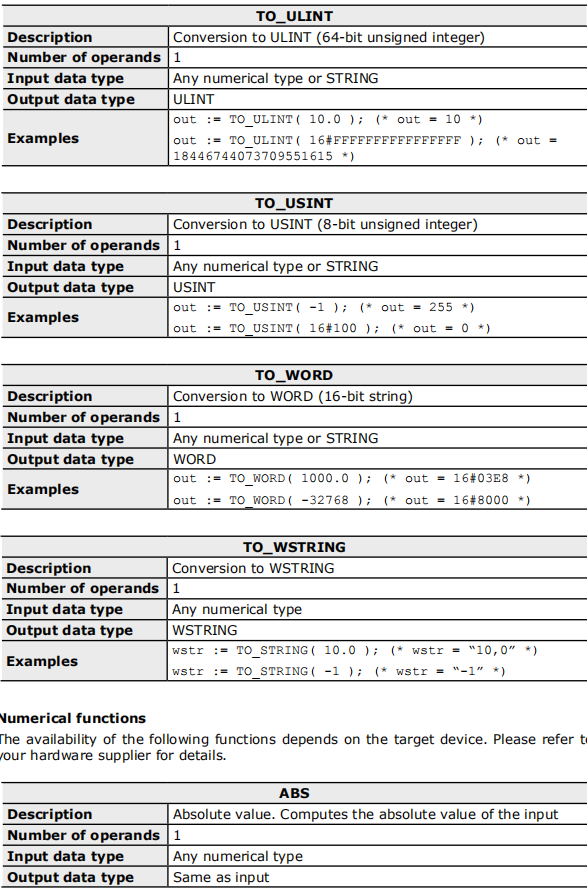 TO_ULINT
Description Conversion to ULINT (64-bit unsigned integer)
Number of operands 1
Input data type Any numerical type or STRING
Output data type ULINT
Examples out := TO_ULINT( 10.0 ); (* out = 10 *)
out := TO_ULINT( 16#FFFFFFFFFFFFFFFF ); (* out =
18446744073709551615 *)
TO_USINT
Description Conversion to USINT (8-bit unsigned integer)
Number of operands 1
Input data type Any numerical type or STRING
Output data type USINT
Examples out := TO_USINT( -1 ); (* out = 255 *)
out := TO_USINT( 16#100 ); (* out = 0 *)
TO_WORD
Description Conversion to WORD (16-bit string)
Number of operands 1
Input data type Any numerical type or STRING
Output data type WORD
Examples out := TO_WORD( 1000.0 ); (* out = 16#03E8 *)
out := TO_WORD( -32768 ); (* out = 16#8000 *)
TO_WSTRING
Description Conversion to WSTRING
Number of operands 1
Input data type Any numerical type
Output data type WSTRING
Examples wstr := TO_STRING( 10.0 ); (* wstr = “10,0” *)
wstr := TO_STRING( -1 ); (* wstr = “-1” *)
Numerical functions
The availability of the following functions depends on the target device. Please refer to
your hardware supplier for details.
ABS
Description Absolute value. Computes the absolute value of the input
Number of operands 1
Input data type Any numerical type
Output data type Same as input